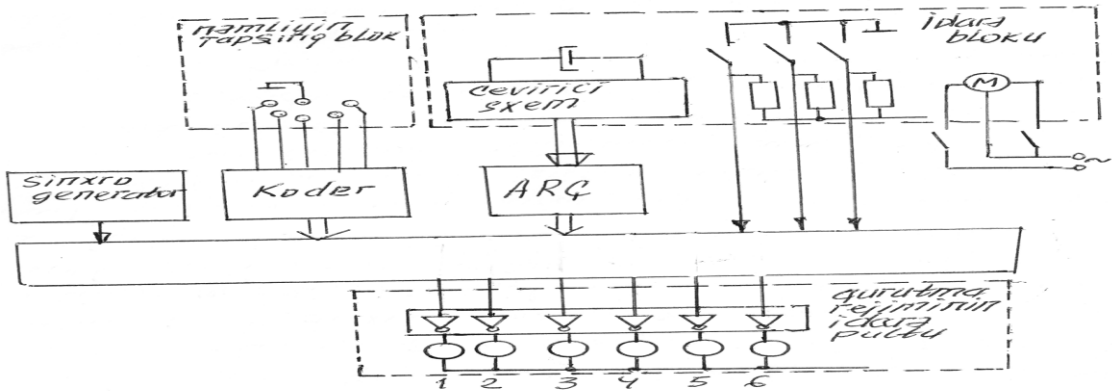 nəmliyin
tapşırıq blok
idarə
bloku
çevirici
sxem
M
~
Sinxro
generator
Koder
ARÇ
qurutma
rejiminin
idarə
pultu
1 2 3 4 5 6